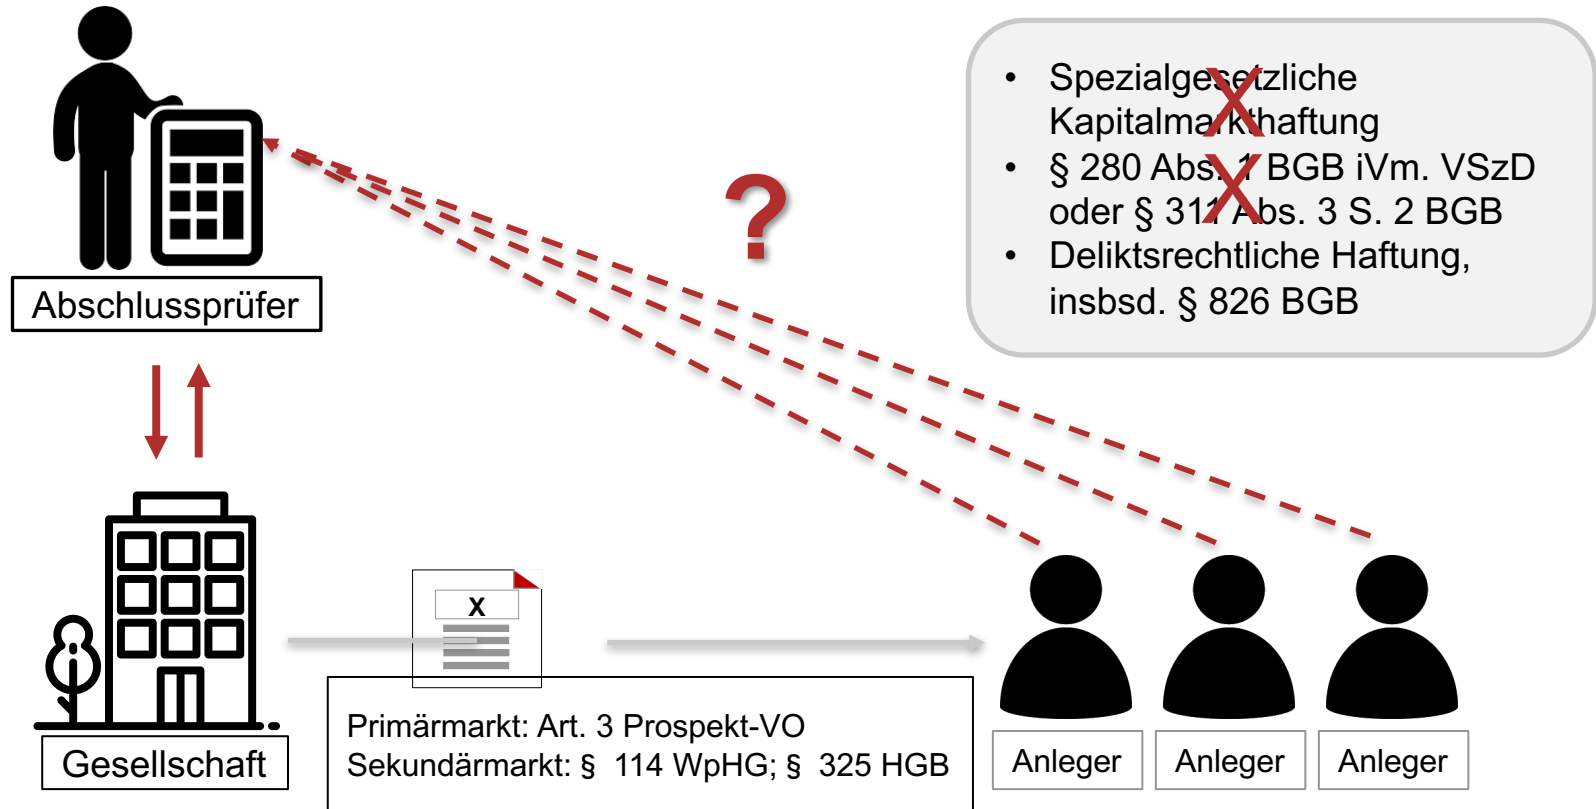 • Spezialgesetzliche
Kapitalmarkthaftung
• § 280 Abs. 1 BGB iVm. VSzD
oder § 311 Abs. 3 S. 2 BGB
• Deliktsrechtliche Haftung,
insbsd. § 826 BGB
X
X
?
Abschlussprüfer
X
Primärmarkt: Art. 3 Prospekt-VO
Sekundärmarkt: § 114 WpHG; § 325 HGB
Gesellschaft
Anleger
Anleger
Anleger